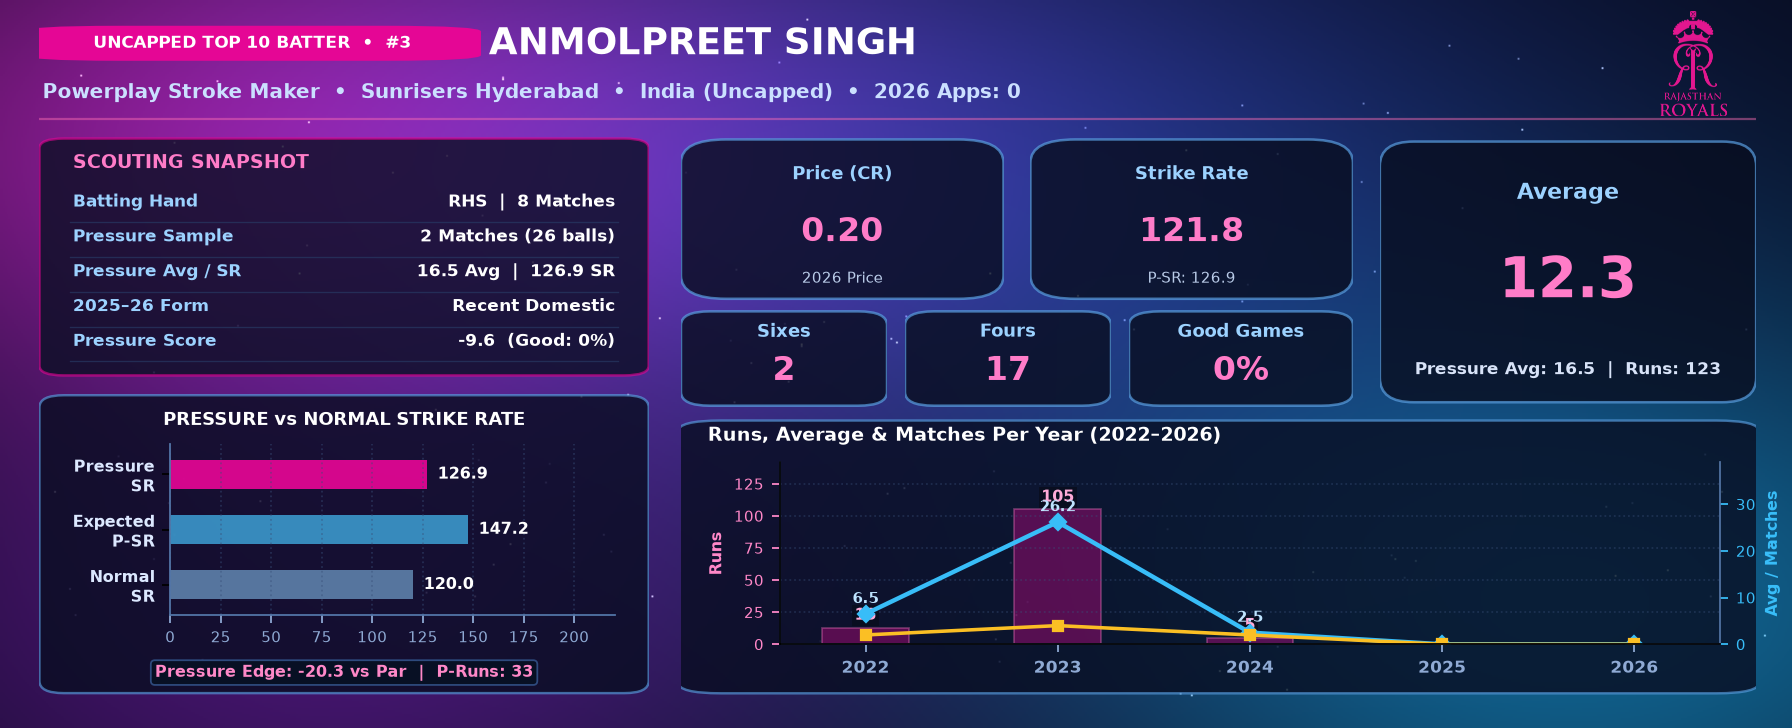 UNCAPPED TOP 10 BATTER • #3
ANMOLPREET SINGH
Powerplay Stroke Maker • Sunrisers Hyderabad • India (Uncapped) • 2026 Apps: 0
RAJASTHAN
ROYALS
SCOUTING SNAPSHOT
Batting Hand RHS | 8 Matches
Pressure Sample 2 Matches (26 balls)
Pressure Avg / SR 16.5 Avg | 126.9 SR
2025–26 Form Recent Domestic
Pressure Score -9.6 (Good: 0%)
Price (CR)
0.20
2026 Price
Strike Rate
121.8
P-SR: 126.9
Average
12.3
Pressure Avg: 16.5 | Runs: 123
Sixes
2
Fours
17
Good Games
0%
PRESSURE vs NORMAL STRIKE RATE
Pressure
SR
126.9
Expected
P-SR
147.2
Normal
SR
120.0
0 25 50 75 100 125 150 175 200
Pressure Edge: -20.3 vs Par | P-Runs: 33
Runs, Average & Matches Per Year (2022–2026)
Runs
125
100
75
50
25
0
105
26.2
6.5
2.5
5
30
20
10
0
Avg / Matches
2022 2023 2024 2025 2026